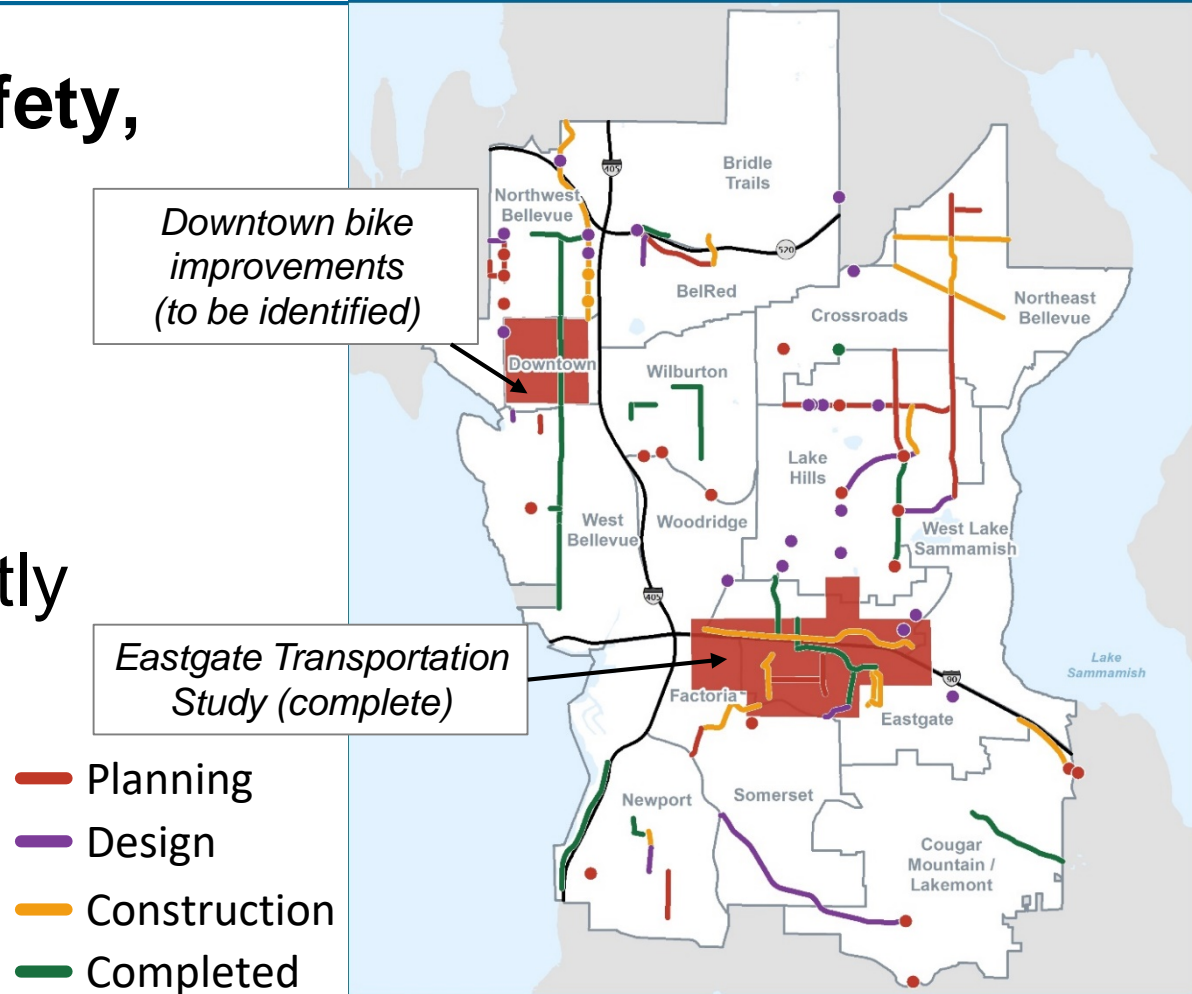 fety,
Downtown bike
improvements
(to be identified)
tly
Eastgate Transportation
Study (complete)
Planning
Design
Construction
Completed
405
Bridle
Trails
Northwest
Bellevue
520
BelRed
Northeast
Bellevue
Crossroads
Downtown
Wilburton
Lake
Hills
West
Bellevue
Woodridge
West Lake
Sammamish
405
Lake
Sammamish
Factoria
90
Eastgate
Newport
Somerset
Cougar
Mountain /
Lakemont